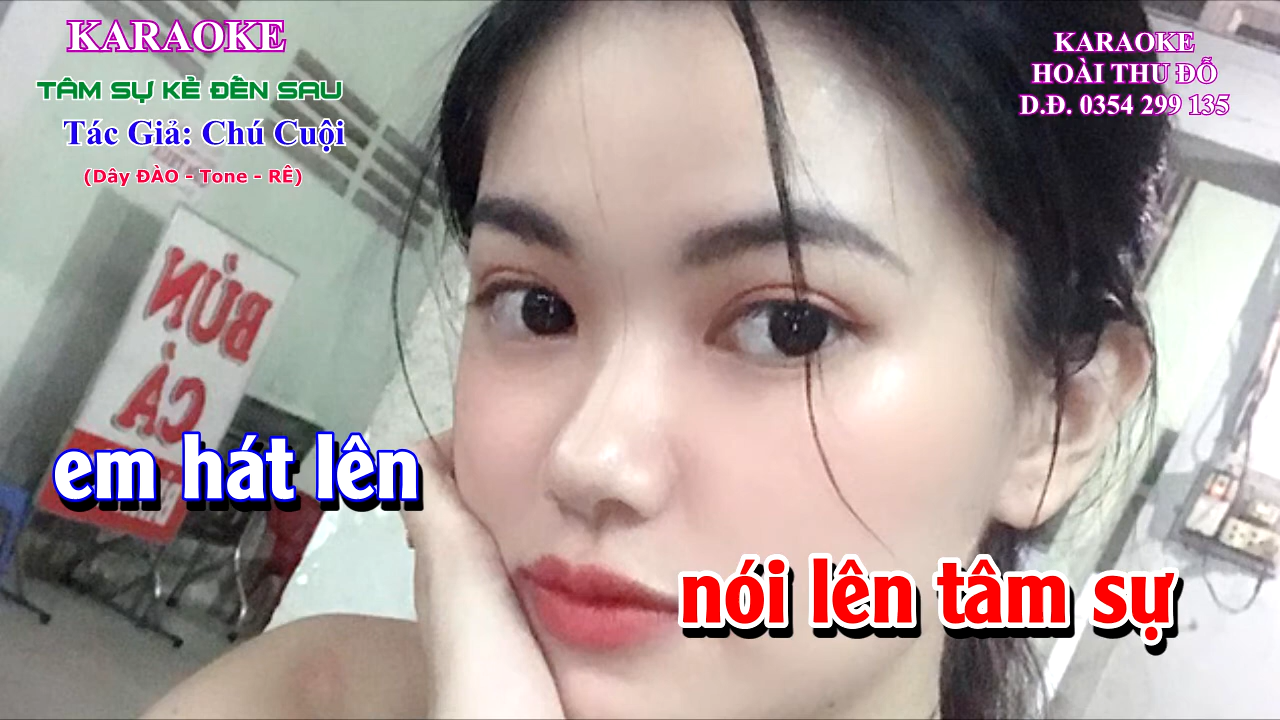 KARAOKE
TÂM SỰ KẺ ĐẾN SAU
Tác Giả: Chú Cuội
(Dây ĐÀO - Tone - RÊ)
KARAOKE
HOÀI THU ĐỖ
D.Đ. 0354 299 135
BÚN
CÁ
em hát lên
nói lên tâm sự